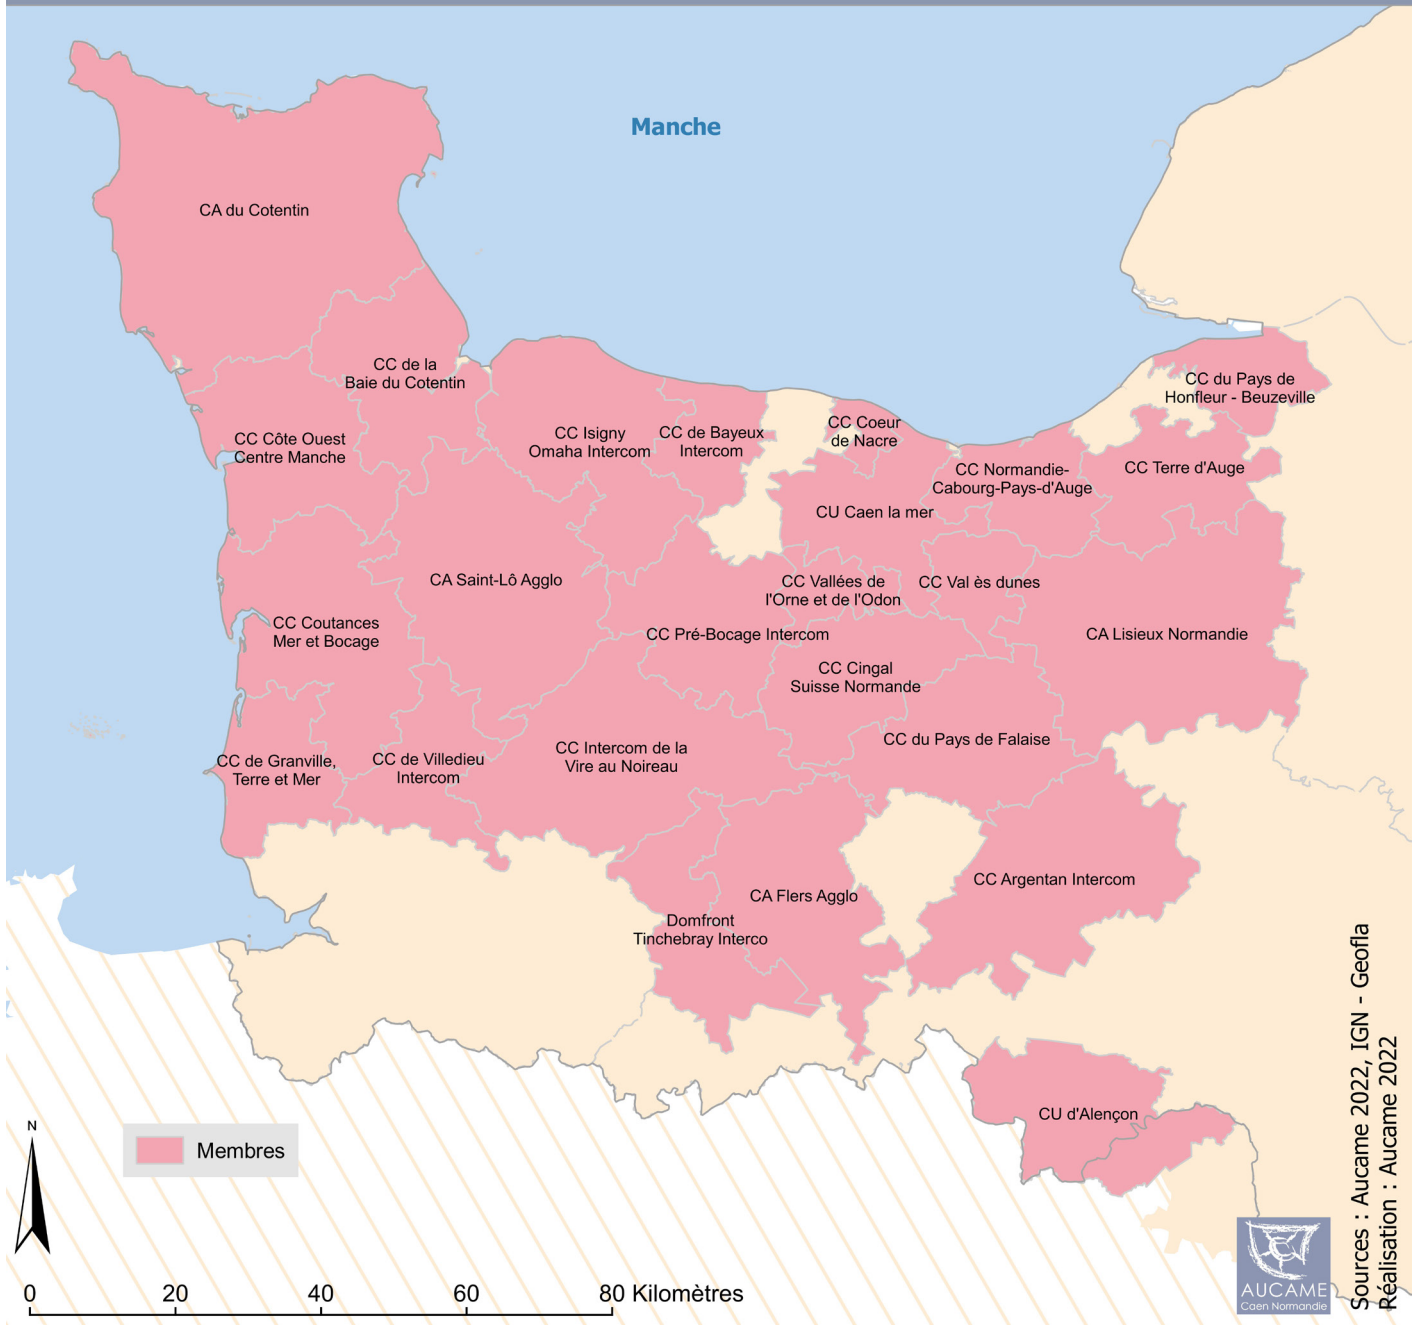 Manche
CA du Cotentin
CC de la
Baie du Cotentin
CC du Pays de
Honfleur - Beuzeville
CC Côte Ouest
Centre Manche
CC Isigny
Omaha Intercom
CC de Bayeux
Intercom
CC Coeur
de Nacre
CC Normandie-
Cabourg-Pays-d'Auge
CC Terre d'Auge
CU Caen la mer
CA Saint-Lô Agglo
CC Vallées de
l'Orne et de l'Odon
CC Val ès dunes
CC Coutances
Mer et Bocage
CC Pré-Bocage Intercom
CA Lisieux Normandie
CC Cingal
Suisse Normande
CC de Granville,
Terre et Mer
CC de Villedieu
Intercom
CC Intercom de la
Vire au Noireau
CC du Pays de Falaise
CC Argentan Intercom
CA Flers Agglo
Domfront
Tinchebray Interco
CU d'Alençon
N
Membres
0 20 40 60 80 Kilomètres
AUCAME
Caen Normandie
Sources : Aucame 2022, IGN - Geofla
Réalisation : Aucame 2022